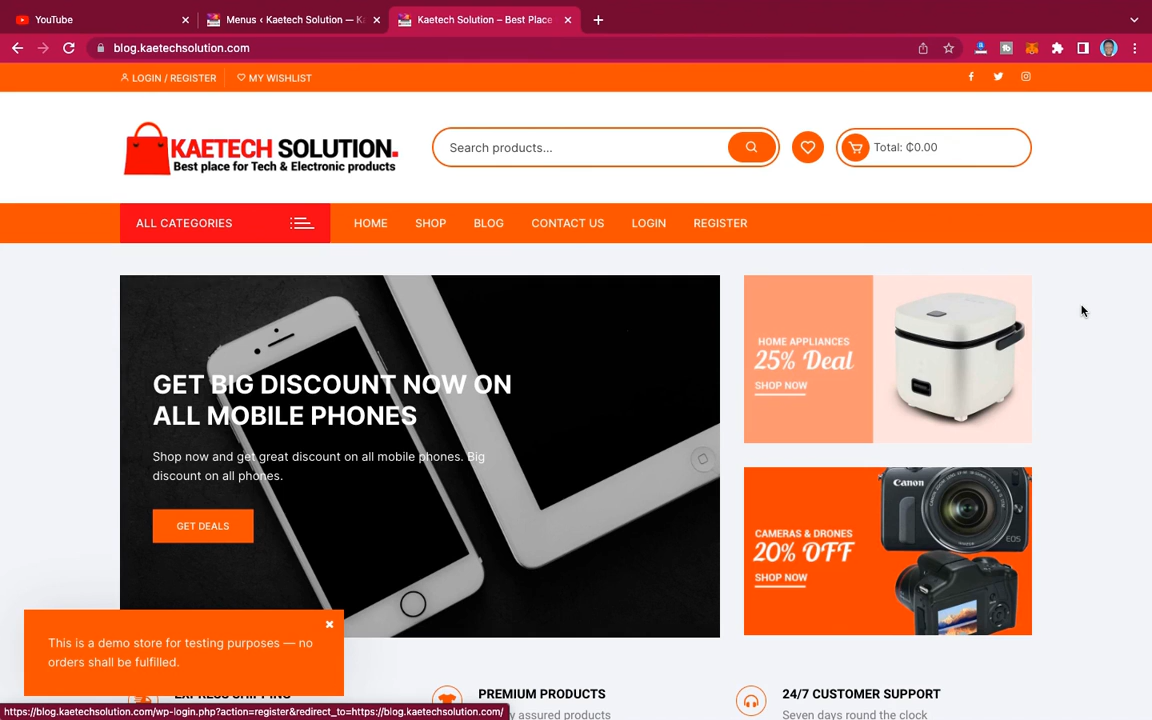 YouTube
Menus ‹ Kaetech Solution — K
Kaetech Solution – Best Place
blog.kaetechsolution.com
LOGIN / REGISTER
MY WISHLIST
KAETECH SOLUTION.
Best place for Tech & Electronic products
Search products...
Total: ₵0.00
ALL CATEGORIES
HOME
SHOP
BLOG
CONTACT US
LOGIN
REGISTER
GET BIG DISCOUNT NOW ON
ALL MOBILE PHONES
Shop now and get great discount on all mobile phones. Big
discount on all phones.
GET DEALS
HOME APPLIANCES
25% Deal
SHOP NOW
CAMERAS & DRONES
20% OFF
SHOP NOW
Canon
EOS
This is a demo store for testing purposes — no
orders shall be fulfilled.
EXPRESS SHIPPING
PREMIUM PRODUCTS
assured products
24/7 CUSTOMER SUPPORT
Seven days round the clock
https://blog.kaetechsolution.com/wp-login.php?action=register&redirect_to=https://blog.kaetechsolution.com/